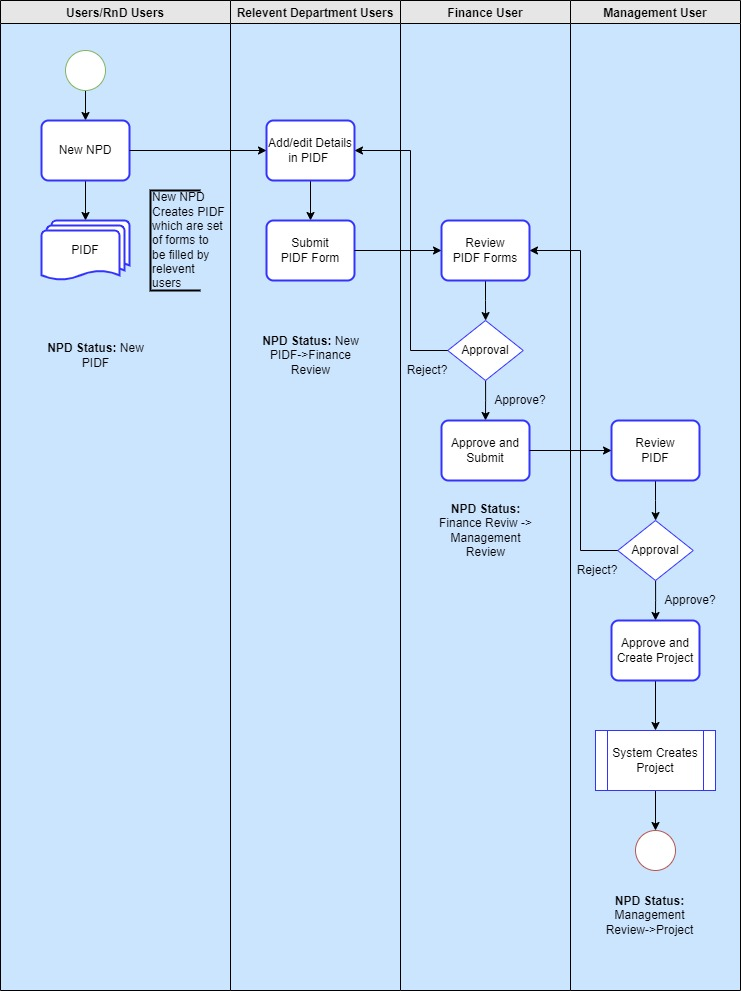 Users/RnD Users
Relevent Department Users
Finance User
Management User
New NPD
PIDF
New NPD
Creates PIDF
which are set
of forms to
be filled by
relevent
users
NPD Status: New
PIDF
Add/edit Details
in PIDF
Submit
PIDF Form
NPD Status: New
PIDF->Finance
Review
Review
PIDF Forms
Approval
Reject?
Approve?
Approve and
Submit
NPD Status:
Finance Reviw ->
Management
Review
Review
PIDF
Approval
Reject?
Approve?
Approve and
Create Project
System Creates
Project
NPD Status:
Management
Review->Project